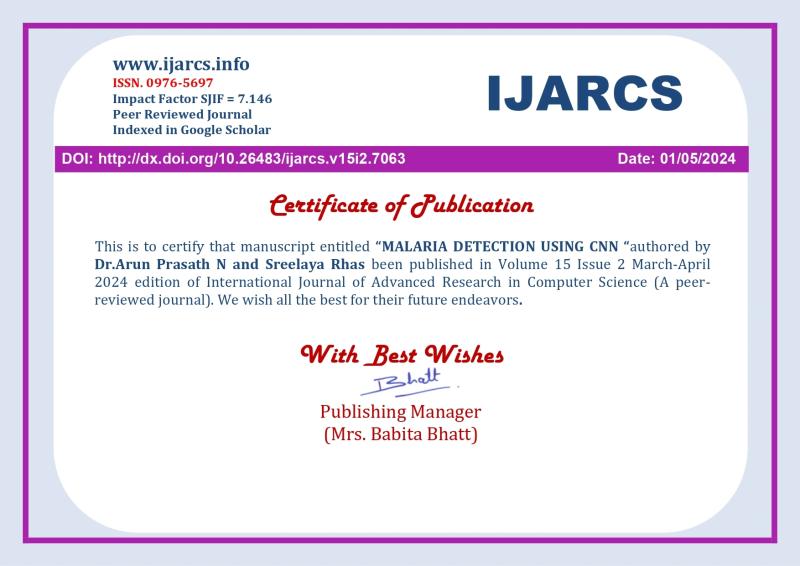 www.ijarcs.info
ISSN. 0976-5697
Impact Factor SJIF = 7.146
Peer Reviewed Journal
Indexed in Google Scholar
IJARCS
DOI: http://dx.doi.org/10.26483/ijarcs.v15i2.7063 Date: 01/05/2024
Certificate of Publication
This is to certify that manuscript entitled “MALARIA DETECTION USING CNN “authored by
Dr.Arun Prasath N and Sreelaya Rhas been published in Volume 15 Issue 2 March-April
2024 edition of International Journal of Advanced Research in Computer Science (A peer-
reviewed journal). We wish all the best for their future endeavors.
With Best Wishes
Bhatt
Publishing Manager
(Mrs. Babita Bhatt)